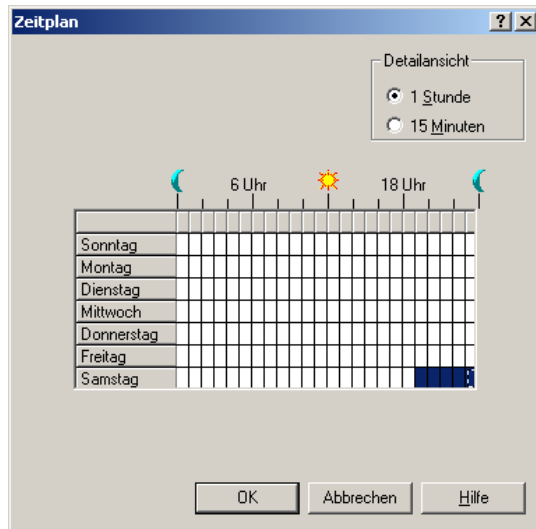 Zeitplan
Detailansicht
1 Stunde
15 Minuten
6 Uhr
18 Uhr
Sonntag
Montag
Dienstag
Mittwoch
Donnerstag
Freitag
Samstag
OK
Abbrechen
Hilfe